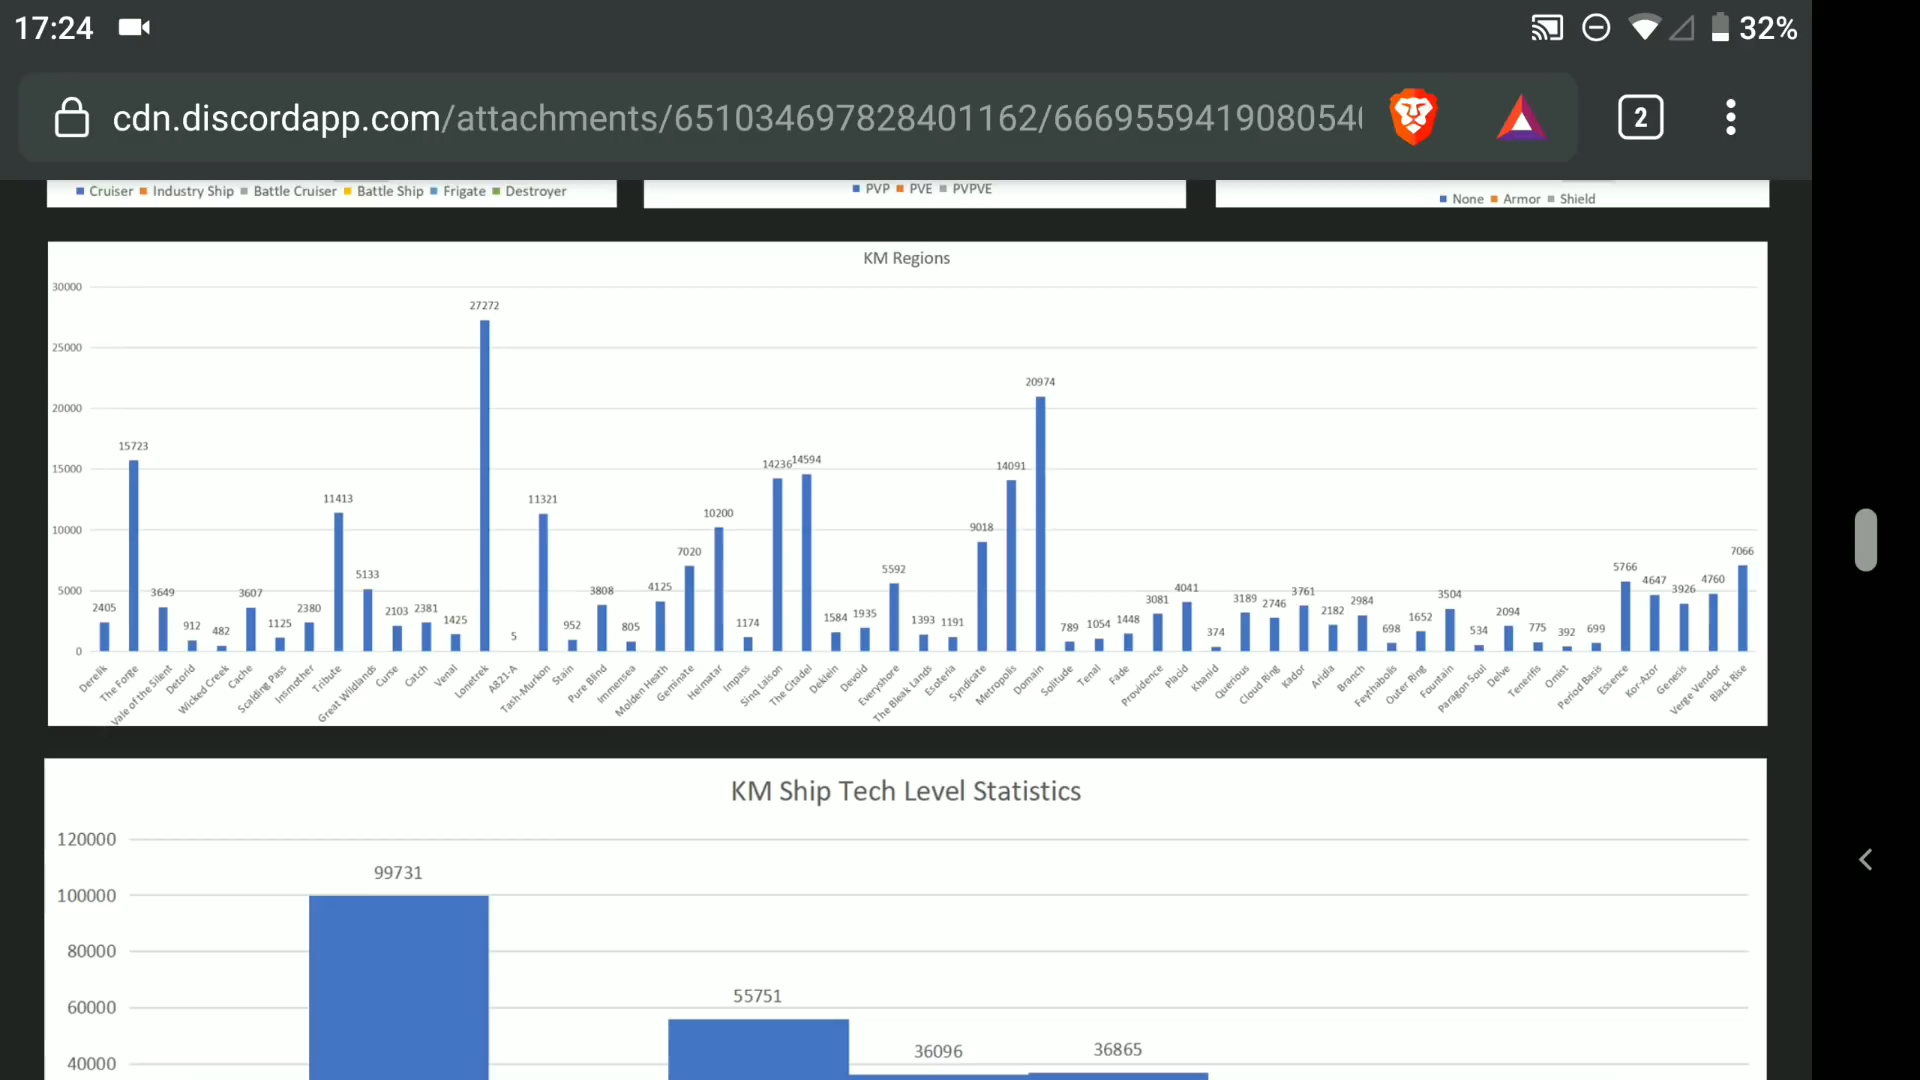 17:24
32%
cdn.discordapp.com/attachments/651034697828401162/666955941908054
2
Cruiser Industry Ship Battle Cruiser Battle Ship Frigate Destroyer
PVP PVE PVPVE
None Armor Shield
KM Regions
30000
25000
20000
15000
10000
5000
0
2405 15723 3649 912 482 3607 1125 2380 11413 5133 2103 2381 1425 27272 5 11321 952 3808 805 4125 7020 10200 1174 14236 14594 1584 1935 5592 1393 1191 9018 14091 20974 789 1054 1448 3081 4041 374 3189 2746 3761 2182 2984 698 1652 3504 534 2094 775 392 699 5766 4647 3926 4760 7066
Derelik The Forge Vale of the Silent Detorid Wicked Creek Cache Scalding Pass Insmother Tribute Great Wildlands Curse Catch Venal Lonetrek A821-A Tash-Murkon Stain Pure Blind Immensea Molden Heath Geminate Heimatar Impass Sinq Laison The Citadel Deklein Devoid Everyshore The Bleak Lands Esoteria Syndicate Metropolis Domain Solitude Tenal Fade Providence Placid Khanid Querious Cloud Ring Kador Aridia Branch Feythabolis Outer Ring Fountain Paragon Soul Delve Tenerifis Omist Period Basis Essence Kor-Azor Genesis Verge Vendor Black Rise
KM Ship Tech Level Statistics
120000
100000
80000
60000
40000
99731
55751
36096
36865